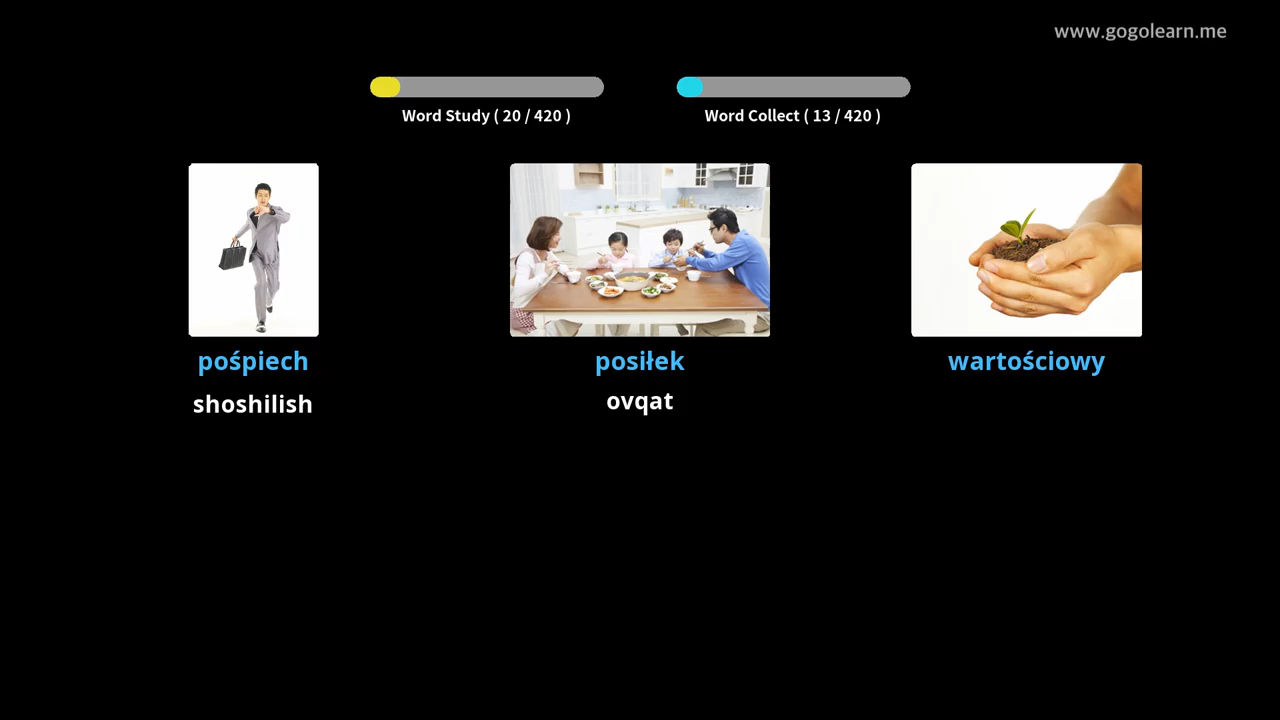 www.gogolearn.me
Word Study ( 20 / 420 )
Word Collect ( 13 / 420 )
pośpiech
posiłek
wartościowy
shoshilish
ovqat